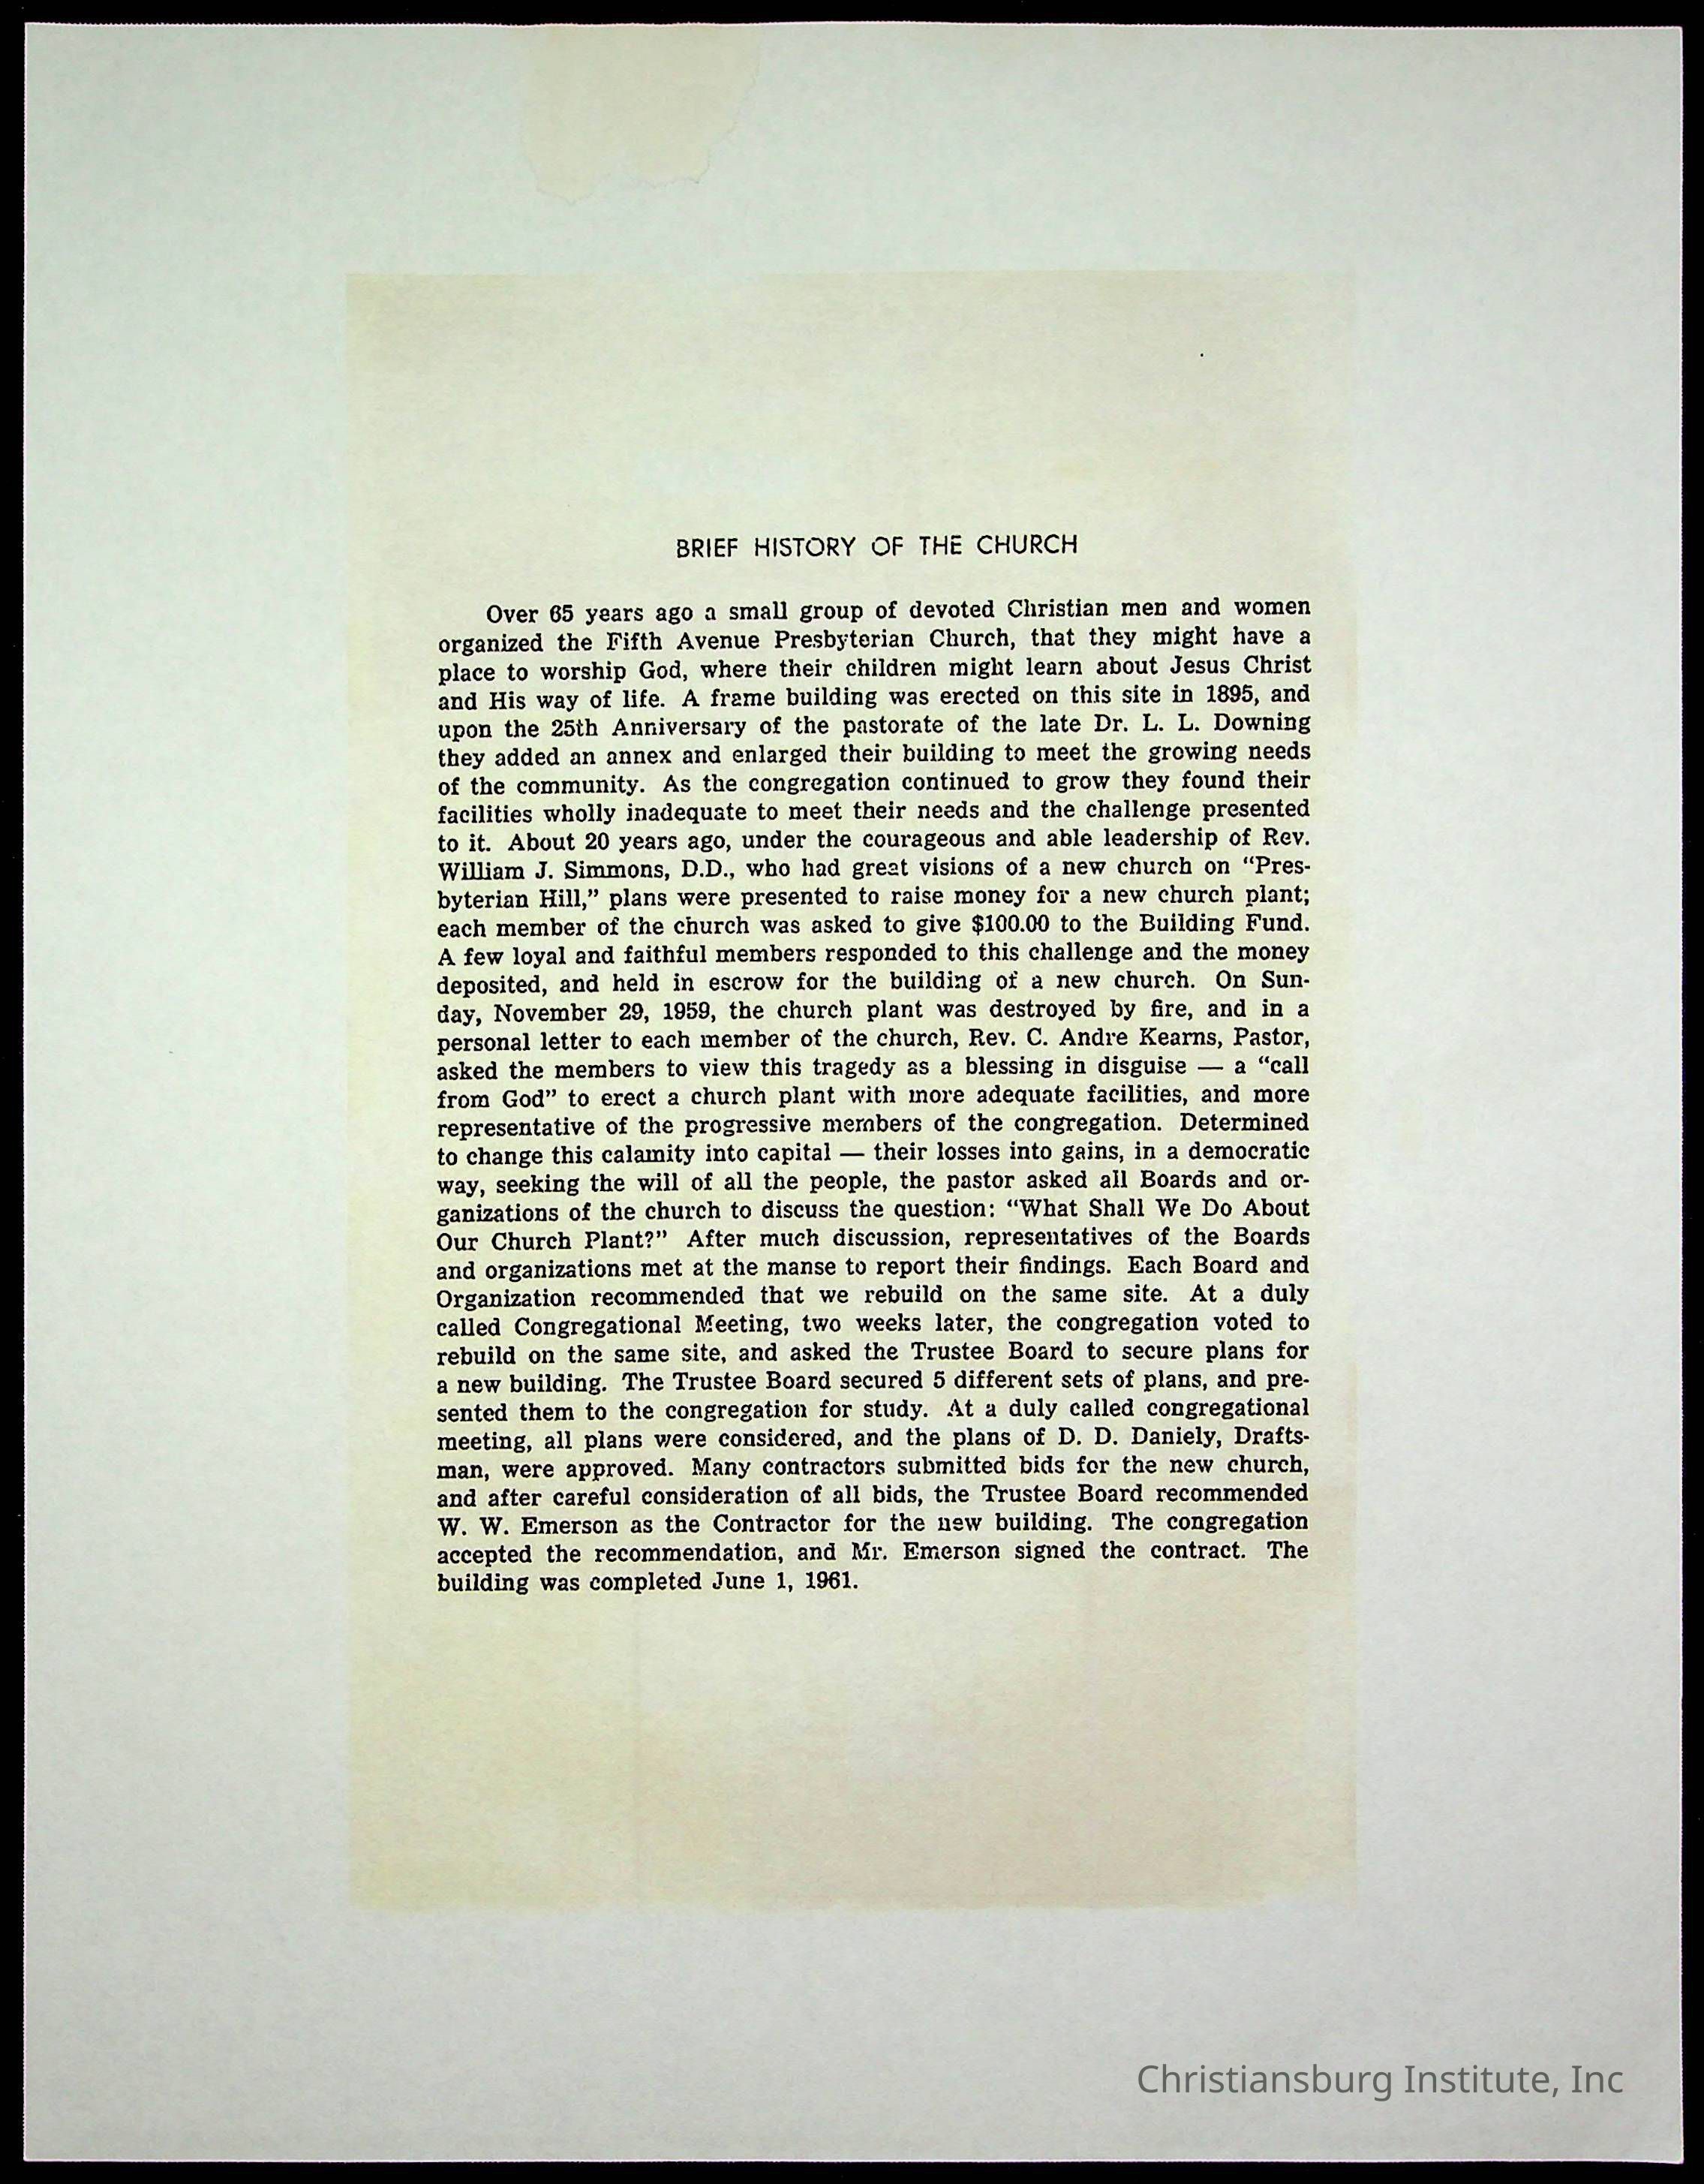 BRIEF HISTORY OF THE CHURCH
Over 65 years ago a small group of devoted Christian men and women
organized the Fifth Avenue Presbyterian Church, that they might have a
place to worship God, where their children might learn about Jesus Christ
and His way of life. A frame building was erected on this site in 1895, and
upon the 25th Anniversary of the pastorate of the late Dr. L. L. Downing
they added an annex and enlarged their building to meet the growing needs
of the community. As the congregation continued to grow they found their
facilities wholly inadequate to meet their needs and the challenge presented
to it. About 20 years ago, under the courageous and able leadership of Rev.
William J. Simmons, D.D., who had great visions of a new church on “Pres-
byterian Hill,” plans were presented to raise money for a new church plant;
each member of the church was asked to give $100.00 to the Building Fund.
A few loyal and faithful members responded to this challenge and the money
deposited, and held in escrow for the building of a new church. On Sun-
day, November 29, 1959, the church plant was destroyed by fire, and in a
personal letter to each member of the church, Rev. C. Andre Kearns, Pastor,
asked the members to view this tragedy as a blessing in disguise — a “call
from God” to erect a church plant with more adequate facilities, and more
representative of the progressive members of the congregation. Determined
to change this calamity into capital — their losses into gains, in a democratic
way, seeking the will of all the people, the pastor asked all Boards and or-
ganizations of the church to discuss the question: “What Shall We Do About
Our Church Plant?” After much discussion, representatives of the Boards
and organizations met at the manse to report their findings. Each Board and
Organization recommended that we rebuild on the same site. At a duly
called Congregational Meeting, two weeks later, the congregation voted to
rebuild on the same site, and asked the Trustee Board to secure plans for
a new building. The Trustee Board secured 5 different sets of plans, and pre-
sented them to the congregation for study. At a duly called congregational
meeting, all plans were considered, and the plans of D. D. Daniely, Drafts-
man, were approved. Many contractors submitted bids for the new church,
and after careful consideration of all bids, the Trustee Board recommended
W. W. Emerson as the Contractor for the new building. The congregation
accepted the recommendation, and Mr. Emerson signed the contract. The
building was completed June 1, 1961.
Christiansburg Institute, Inc